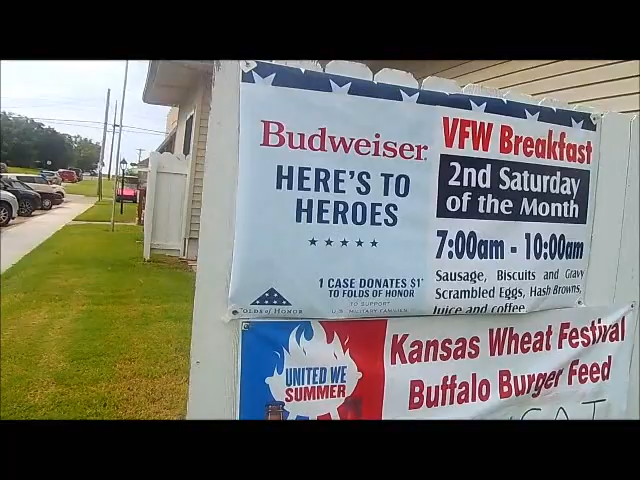 Budweiser
HERE'S TO
HEROES
1 CASE DONATES $1*
TO FOLDS OF HONOR
TO SUPPORT
U.S. MILITARY FAMILIES
FOLDS of HONOR
VFW Breakfast
2nd Saturday
of the Month
7:00am - 10:00am
Sausage, Biscuits and Gravy
Scrambled Eggs, Hash Browns,
Juice and coffee
UNITED WE
SUMMER
Kansas Wheat Festival
Buffalo Burger Feed